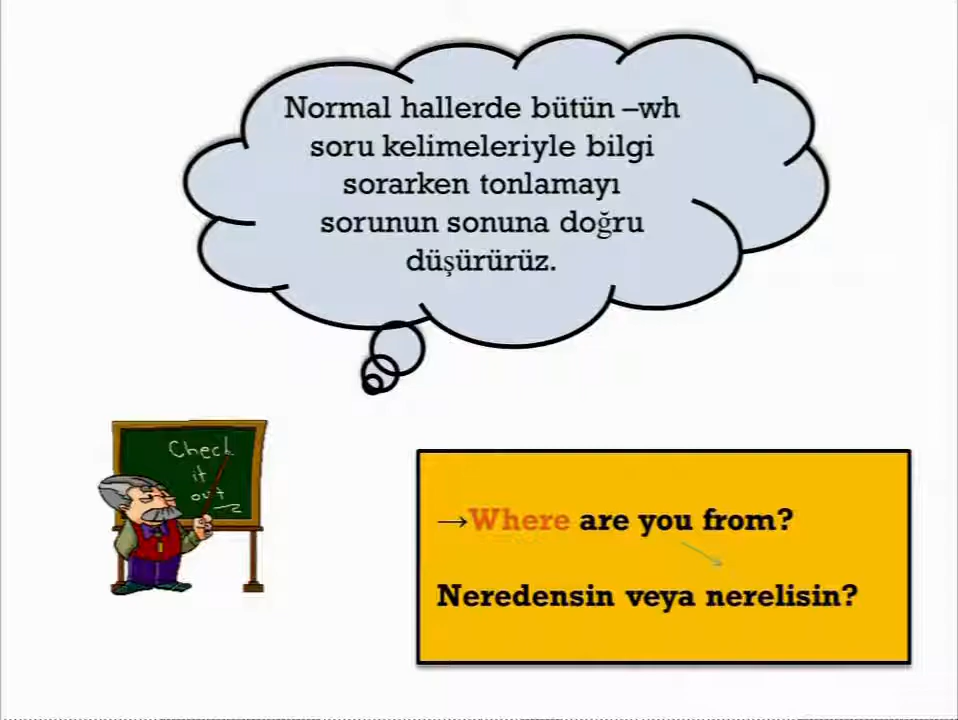 Normal hallerde bütün –wh
soru kelimeleriyle bilgi
sorarken tonlamayı
sorunun sonuna doğru
düşürürüz.
Check
it
out
→Where are you from?
Neredensin veya nerelisin?